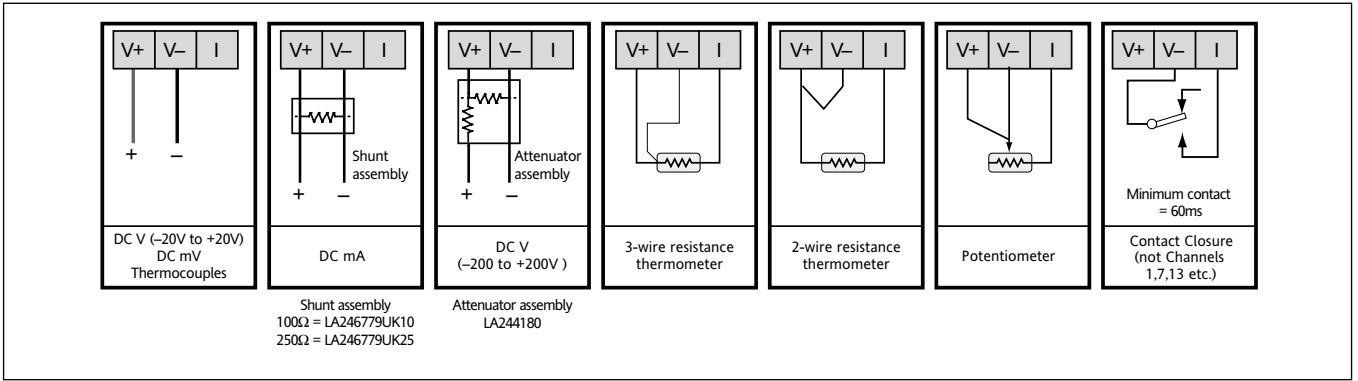 V+ V– I
+ –
DC V (–20V to +20V)
DC mV
Thermocouples
V+ V– I
Shunt
assembly
+ –
DC mA
Shunt assembly
100Ω = LA246779UK10
250Ω = LA246779UK25
V+ V– I
Attenuator
assembly
+ –
DC V
(–200 to +200V )
Attenuator assembly
LA244180
V+ V– I
3-wire resistance
thermometer
V+ V– I
2-wire resistance
thermometer
V+ V– I
Potentiometer
V+ V– I
Minimum contact
= 60ms
Contact Closure
(not Channels
1,7,13 etc.)